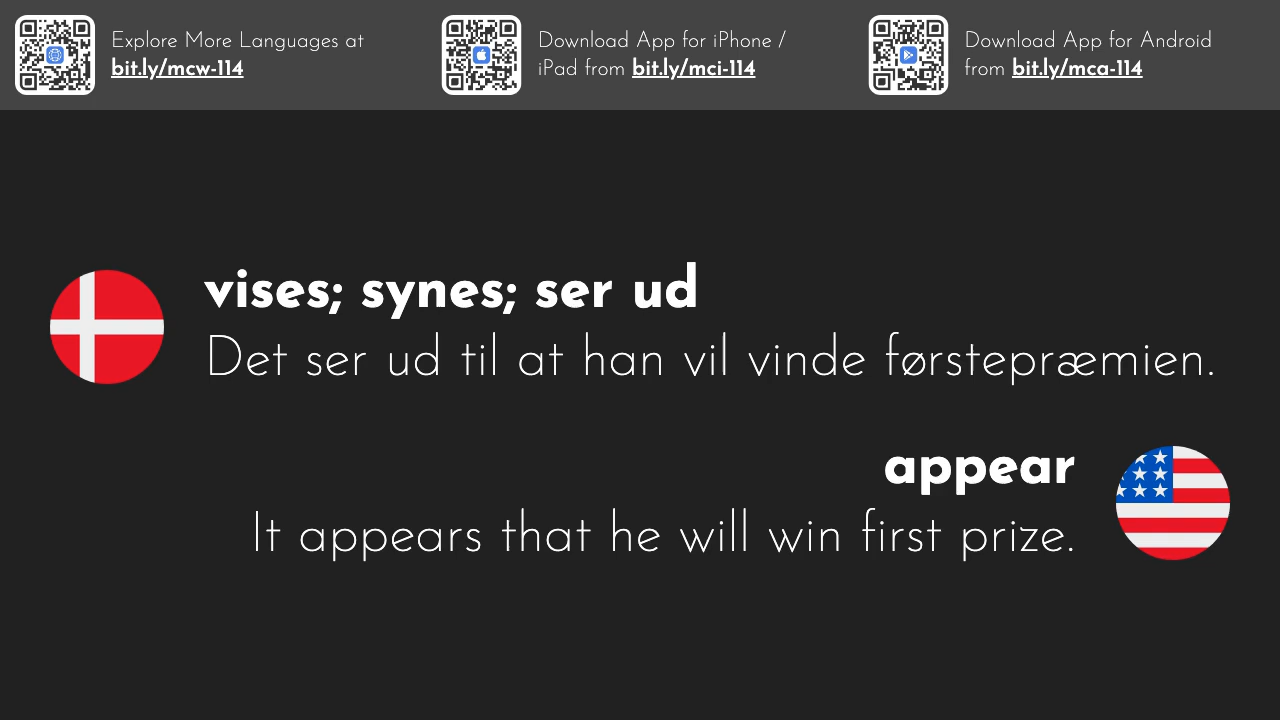 Explore More Languages at
bit.ly/mcw-114
Download App for iPhone /
iPad from bit.ly/mci-114
Download App for Android
from bit.ly/mca-114
vises; synes; ser ud
Det ser ud til at han vil vinde førstepræmien.
appear
It appears that he will win first prize.